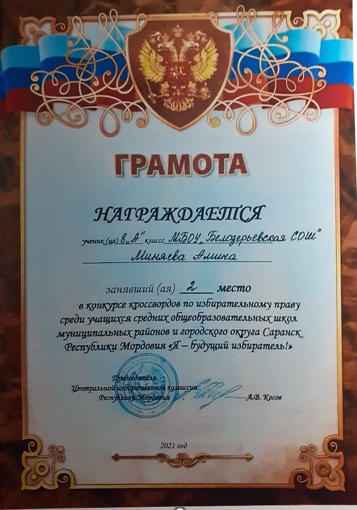 ГРАМОТА
НАГРАЖДАЕТСЯ
ученик (ца) 8 „А" класса МБОУ „Белозерьевская СОШ"
Миняева Алина
занявший (ая) 2 место
в конкурсе кроссвордов по избирательному праву
среди учащихся средних общеобразовательных школ
муниципальных районов и городского округа Саранск
Республики Мордовия «Я – будущий избиратель!»
Председатель
Центральной избирательной комиссии
Республики Мордовия А.В. Косов
2021 год